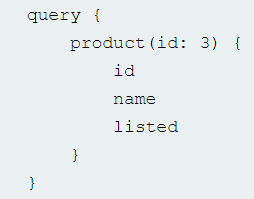 query {
    product(id: 3) {
        id
        name
        listed
    }
}